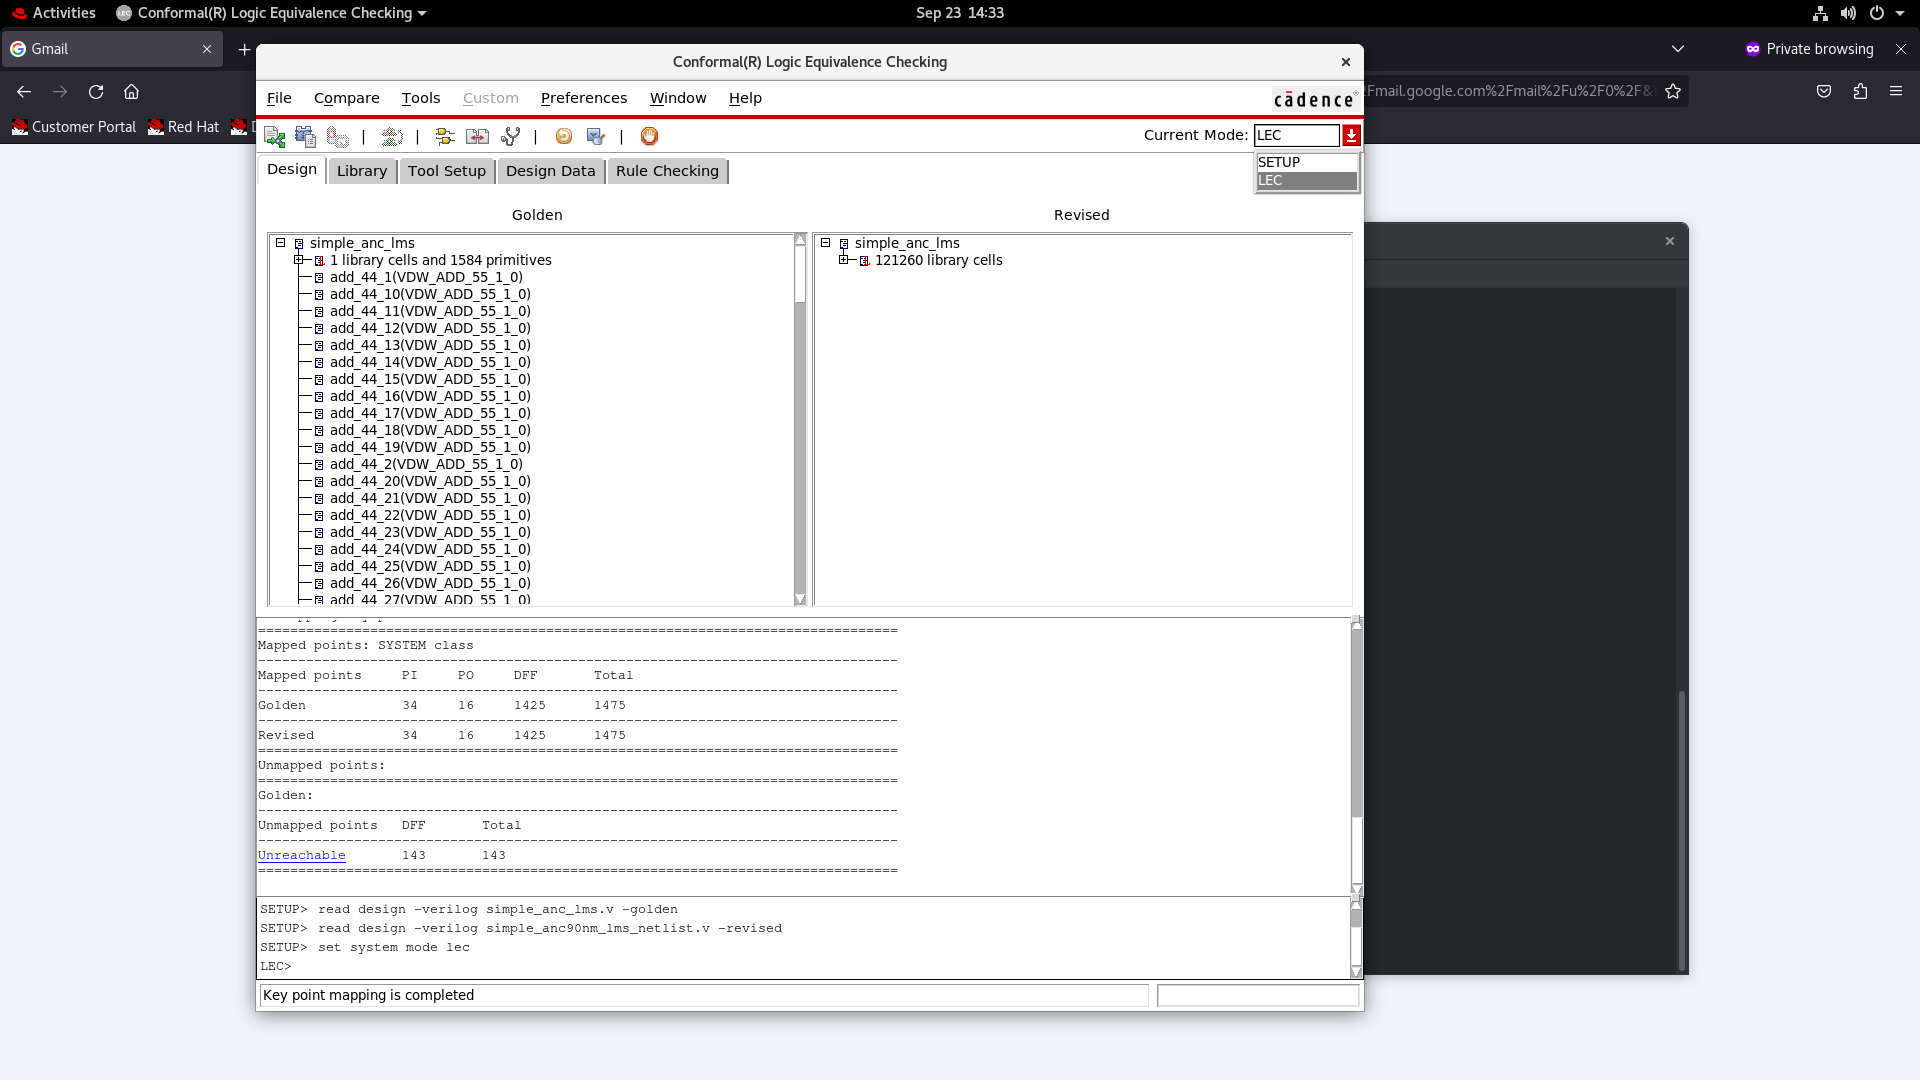 Activities
Conformal(R) Logic Equivalence Checking
Sep 23 14:33
Gmail
Private browsing
Conformal(R) Logic Equivalence Checking
Fmail.google.com%2Fmail%2Fu%2F0%2F&
Customer Portal
Red Hat
File Compare Tools Custom Preferences Window Help
cādence
Current Mode: LEC
SETUP
LEC
Design Library Tool Setup Design Data Rule Checking
Golden
simple_anc_lms
1 library cells and 1584 primitives
add_44_1(VDW_ADD_55_1_0)
add_44_10(VDW_ADD_55_1_0)
add_44_11(VDW_ADD_55_1_0)
add_44_12(VDW_ADD_55_1_0)
add_44_13(VDW_ADD_55_1_0)
add_44_14(VDW_ADD_55_1_0)
add_44_15(VDW_ADD_55_1_0)
add_44_16(VDW_ADD_55_1_0)
add_44_17(VDW_ADD_55_1_0)
add_44_18(VDW_ADD_55_1_0)
add_44_19(VDW_ADD_55_1_0)
add_44_2(VDW_ADD_55_1_0)
add_44_20(VDW_ADD_55_1_0)
add_44_21(VDW_ADD_55_1_0)
add_44_22(VDW_ADD_55_1_0)
add_44_23(VDW_ADD_55_1_0)
add_44_24(VDW_ADD_55_1_0)
add_44_25(VDW_ADD_55_1_0)
add_44_26(VDW_ADD_55_1_0)
add_44_27(VDW_ADD_55_1_0)
Revised
simple_anc_lms
121260 library cells
================================================================================
Mapped points: SYSTEM class
--------------------------------------------------------------------------------
Mapped points PI PO DFF Total
--------------------------------------------------------------------------------
Golden 34 16 1425 1475
--------------------------------------------------------------------------------
Revised 34 16 1425 1475
================================================================================
Unmapped points:
================================================================================
Golden:
--------------------------------------------------------------------------------
Unmapped points DFF Total
--------------------------------------------------------------------------------
Unreachable 143 143
================================================================================
SETUP> read design -verilog simple_anc_lms.v -golden
SETUP> read design -verilog simple_anc90nm_lms_netlist.v -revised
SETUP> set system mode lec
LEC>
Key point mapping is completed